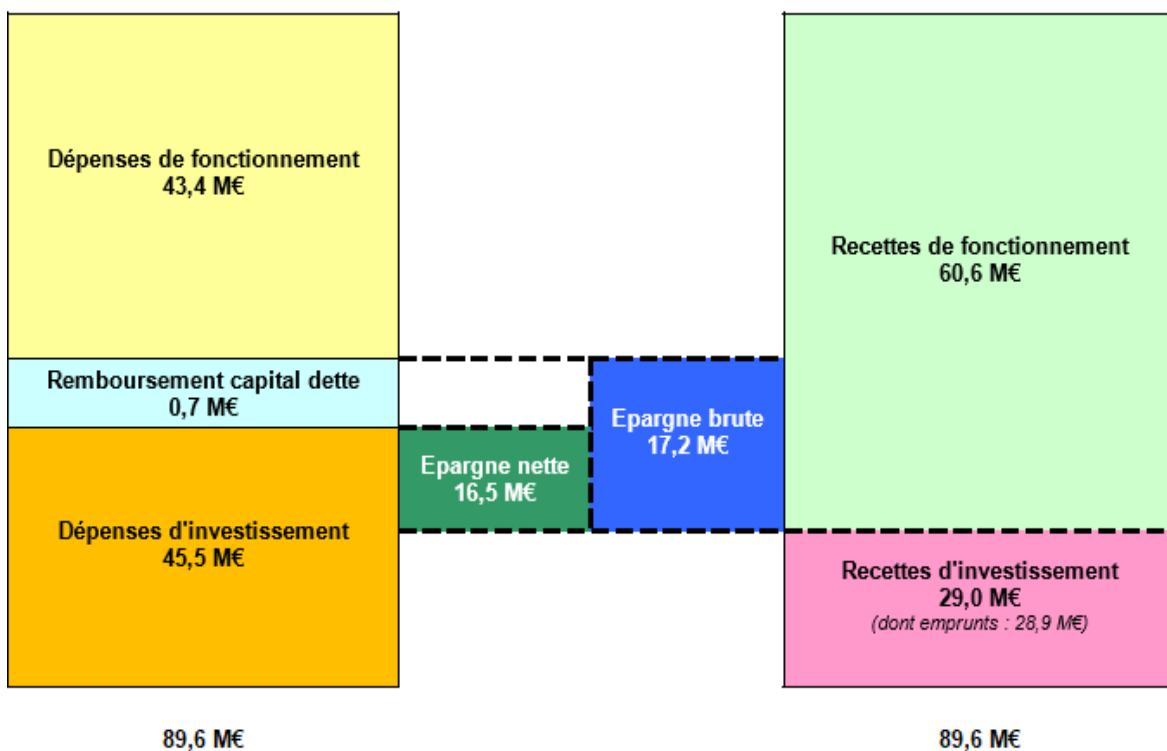 Dépenses de fonctionnement
43,4 M€
Remboursement capital dette
0,7 M€
Dépenses d'investissement
45,5 M€
Epargne nette
16,5 M€
Epargne brute
17,2 M€
Recettes de fonctionnement
60,6 M€
Recettes d'investissement
29,0 M€
(dont emprunts : 28,9 M€)
89,6 M€
89,6 M€